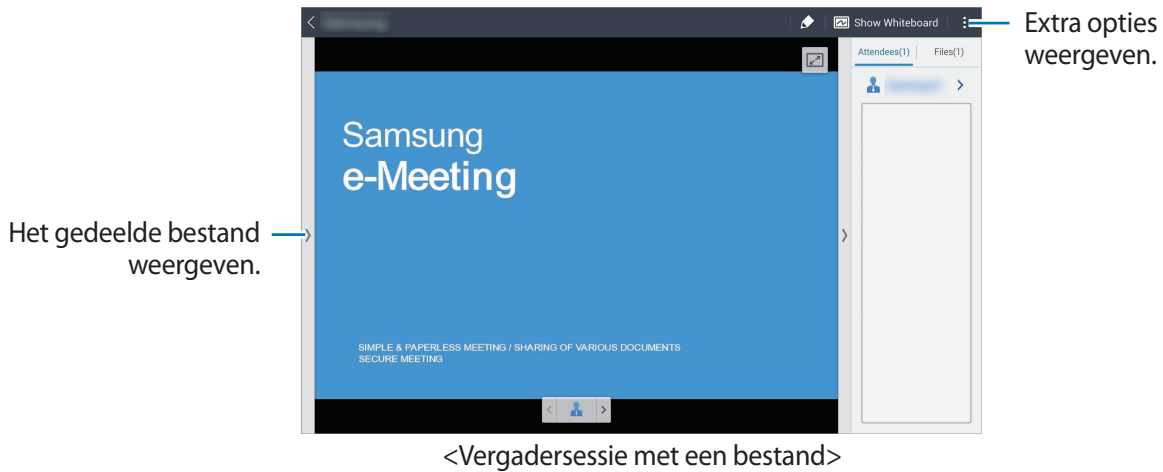 Show Whiteboard
Extra opties
weergeven.
Attendees(1) Files(1)
Samsung
e-Meeting
Het gedeelde bestand
weergeven.
SIMPLE & PAPERLESS MEETING / SHARING OF VARIOUS DOCUMENTS
SECURE MEETING
<Vergadersessie met een bestand>